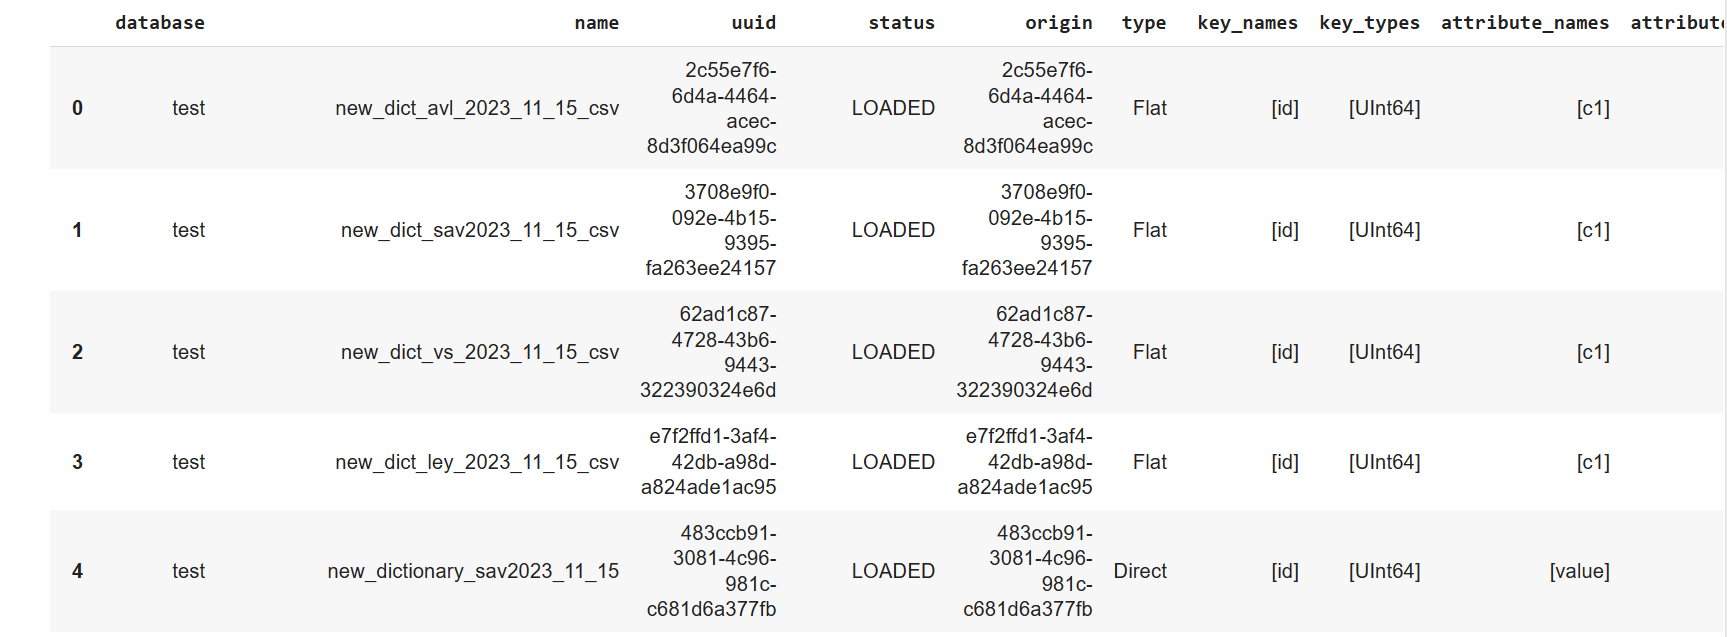 database name uuid status origin type key_names key_types attribute_names attribute
2c55e7f6- 2c55e7f6-
6d4a-4464- 6d4a-4464-
0 test new_dict_avl_2023_11_15_csv LOADED Flat [id] [UInt64] [c1]
acec- acec-
8d3f064ea99c 8d3f064ea99c
3708e9f0- 3708e9f0-
092e-4b15- 092e-4b15-
1 test new_dict_sav2023_11_15_csv LOADED Flat [id] [UInt64] [c1]
9395- 9395-
fa263ee24157 fa263ee24157
62ad1c87- 62ad1c87-
4728-43b6- 4728-43b6-
2 test new_dict_vs_2023_11_15_csv LOADED Flat [id] [UInt64] [c1]
9443- 9443-
322390324e6d 322390324e6d
e7f2ffd1-3af4- e7f2ffd1-3af4-
3 test new_dict_ley_2023_11_15_csv 42db-a98d- LOADED 42db-a98d- Flat [id] [UInt64] [c1]
a824ade1ac95 a824ade1ac95
483ccb91- 483ccb91-
3081-4c96- 3081-4c96-
4 test new_dictionary_sav2023_11_15 LOADED Direct [id] [UInt64] [value]
981c- 981c-
c681d6a377fb c681d6a377fb